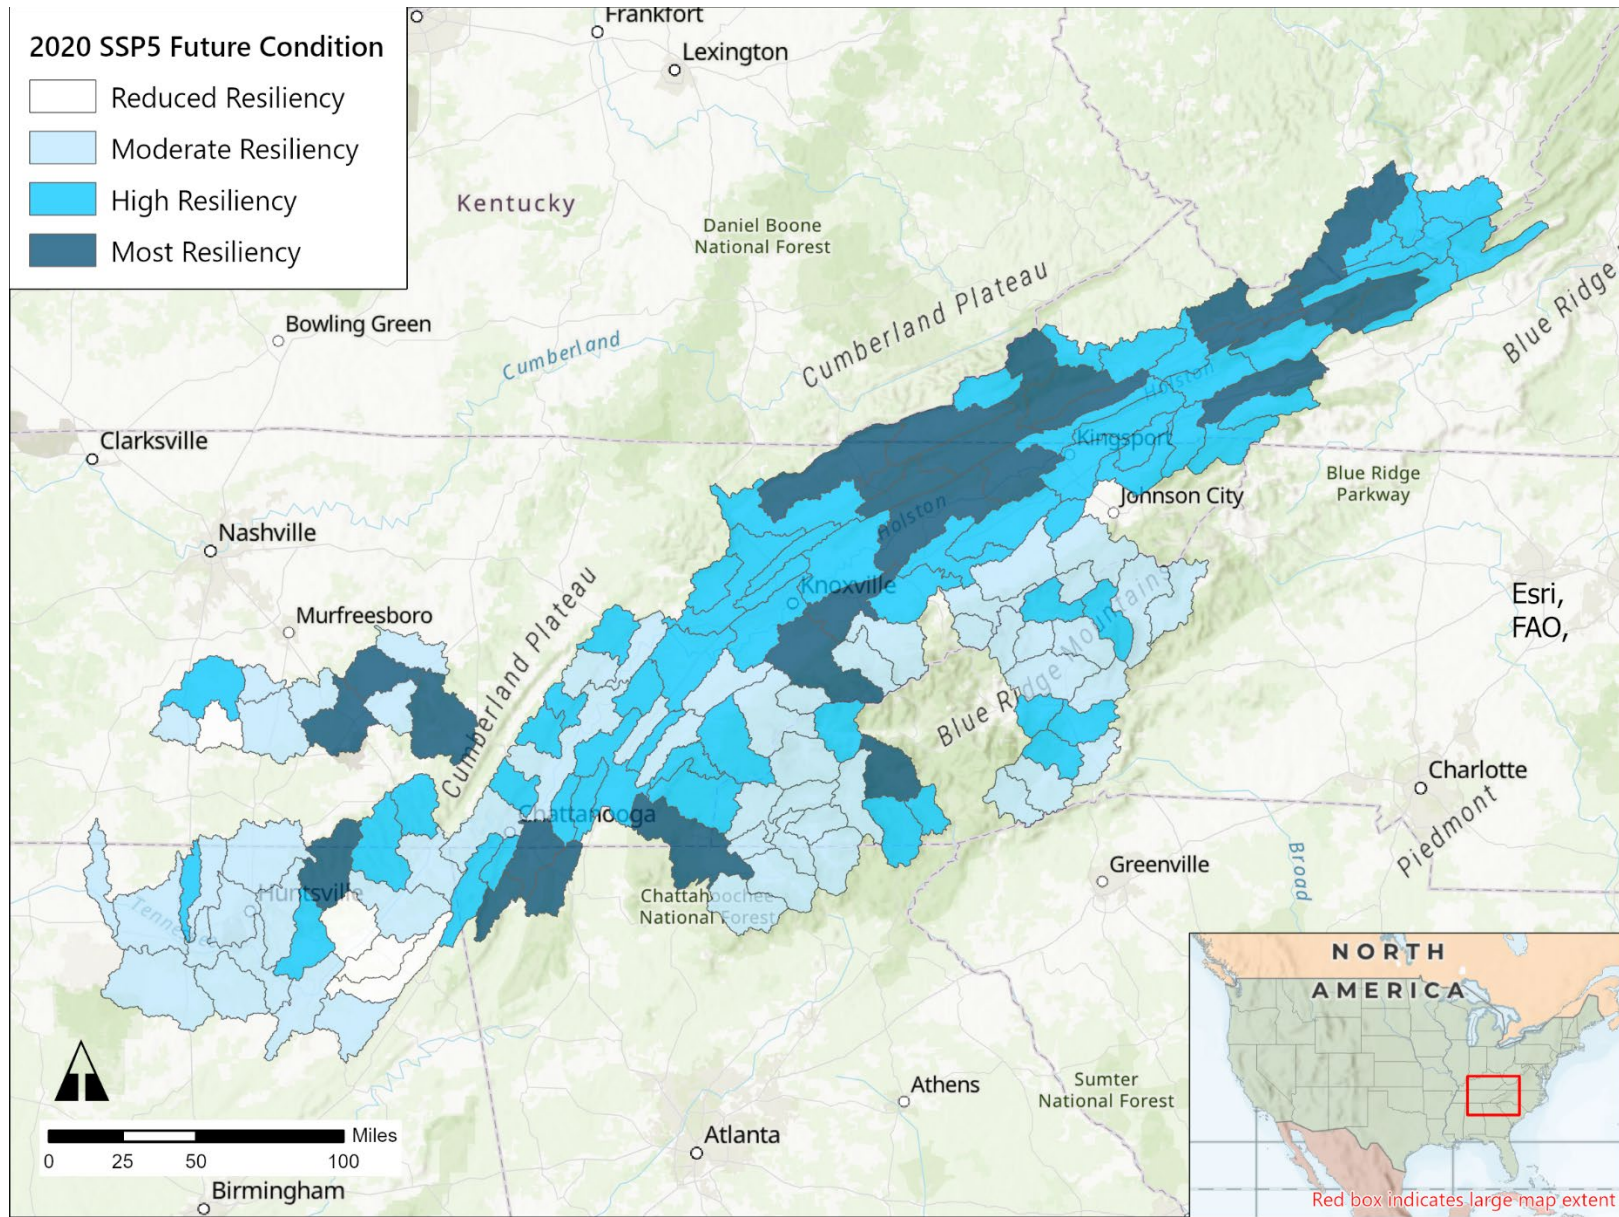 2020 SSP5 Future Condition
Reduced Resiliency
Moderate Resiliency
High Resiliency
Most Resiliency
Frankfort
Lexington
Kentucky
Daniel Boone
National Forest
Bowling Green
Cumberland
Cumberland Plateau
Blue Ridge
Holston
Clarksville
Kingsport
Blue Ridge
Parkway
Johnson City
Holston
Nashville
Knoxville
Esri,
FAO,
Murfreesboro
Cumberland Plateau
Blue Ridge Mountains
Charlotte
Piedmont
Chattanooga
Greenville
Broad
Huntsville
Chattahoochee
National Forest
Tennessee
NORTH
AMERICA
Athens
Sumter
National Forest
Atlanta
Miles
0 25 50 100
Birmingham
Red box indicates large map extent